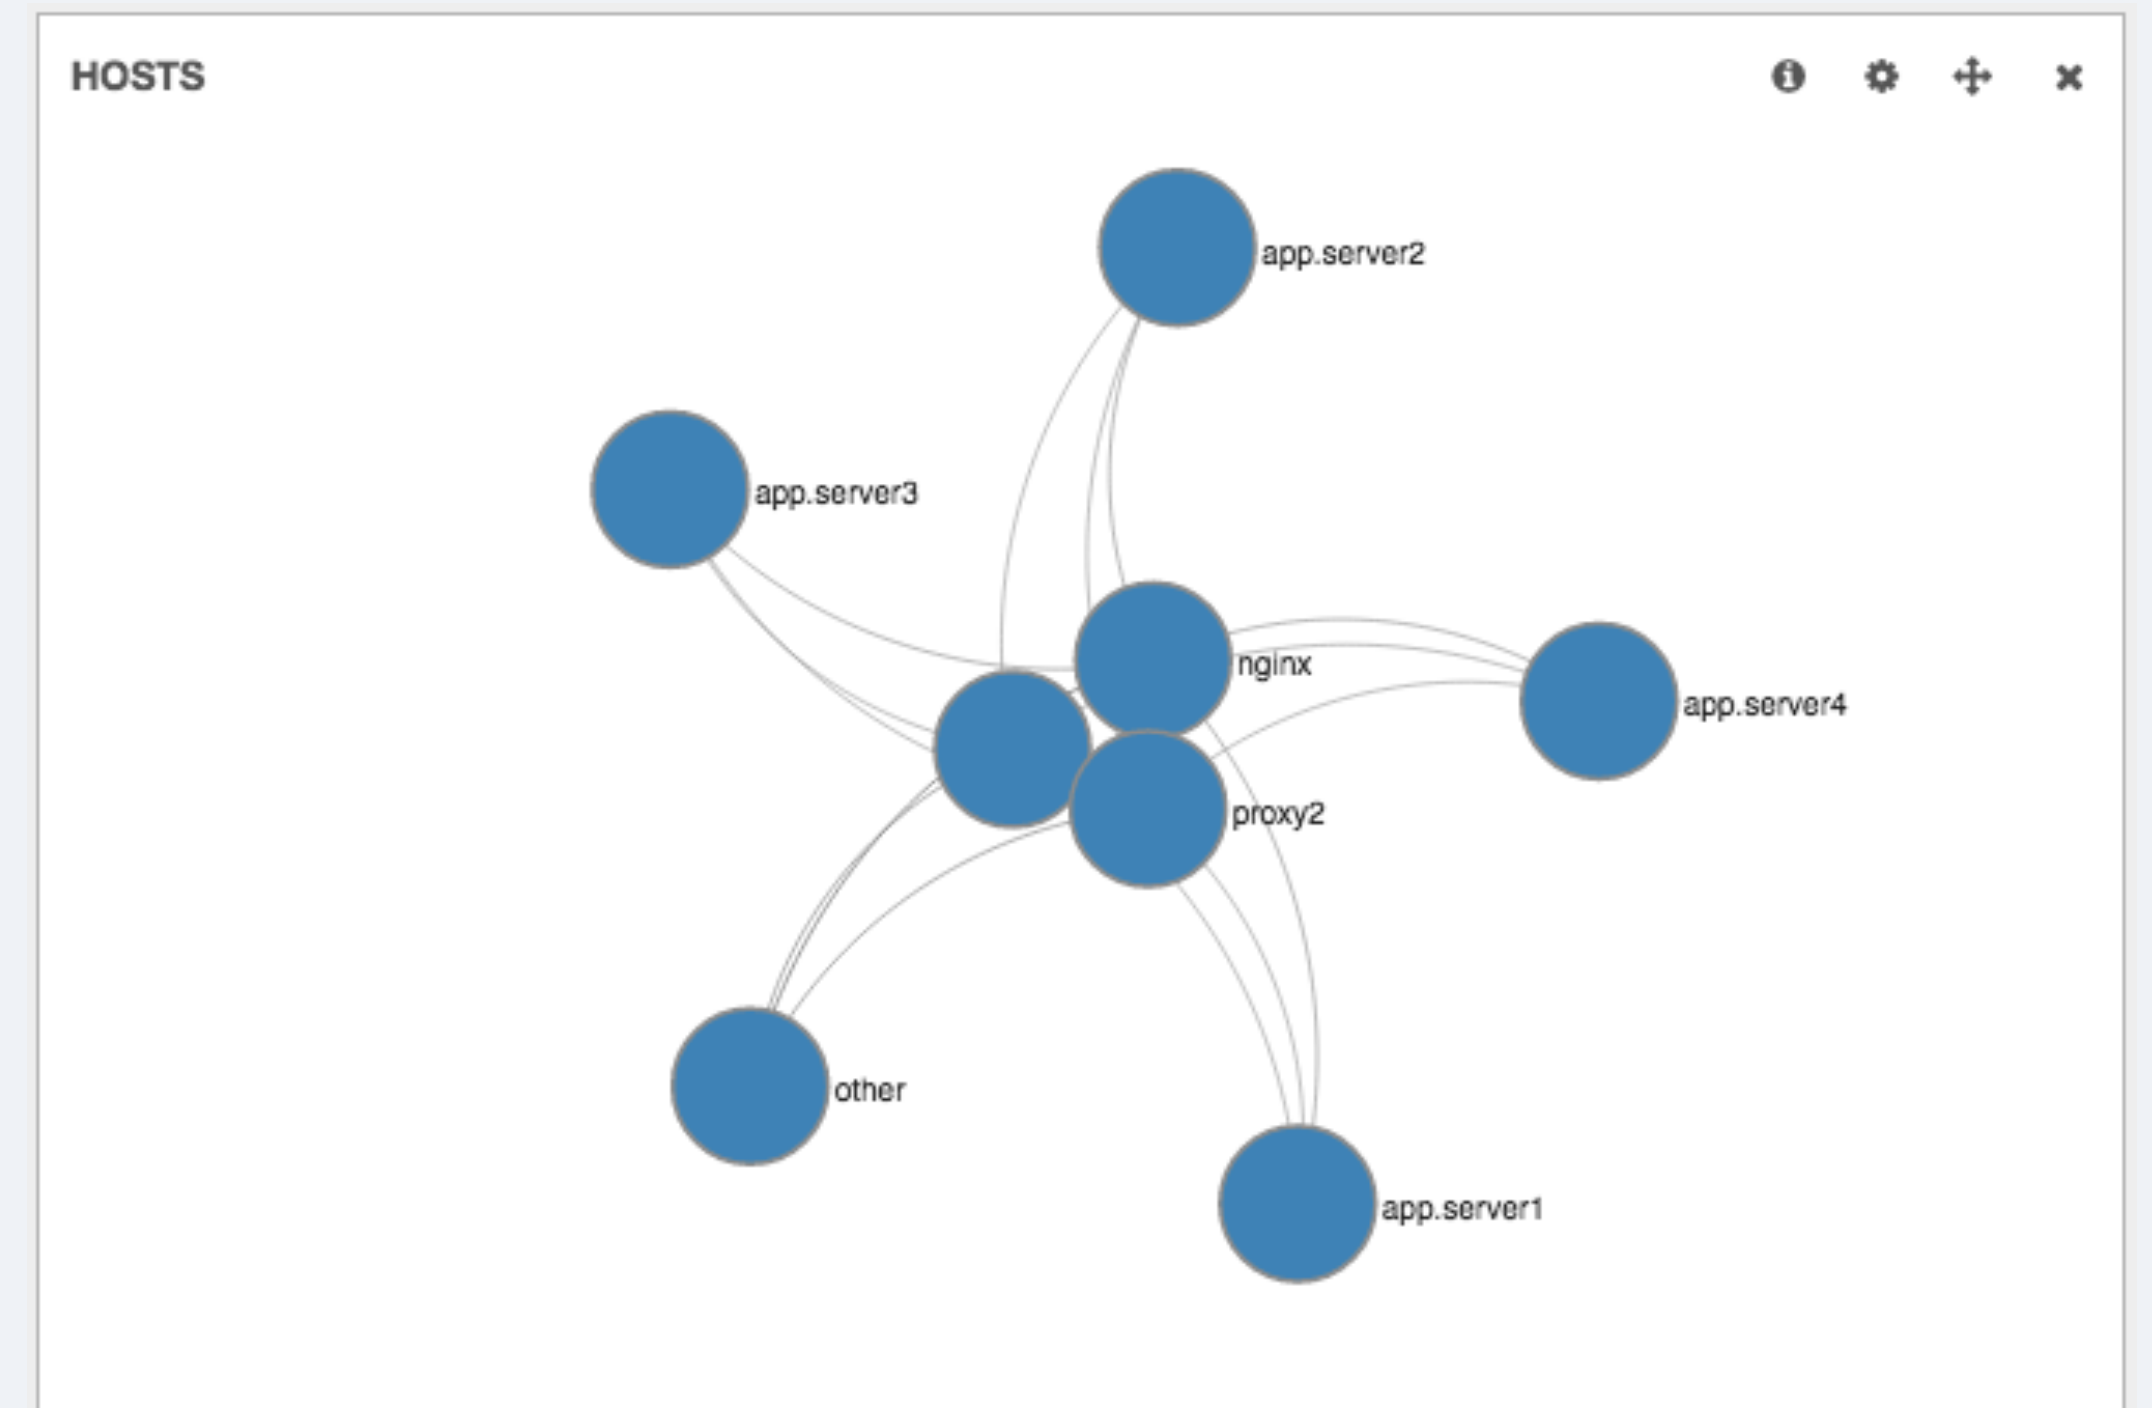 HOSTS
app.server2
app.server3
nginx
app.server4
proxy2
other
app.server1